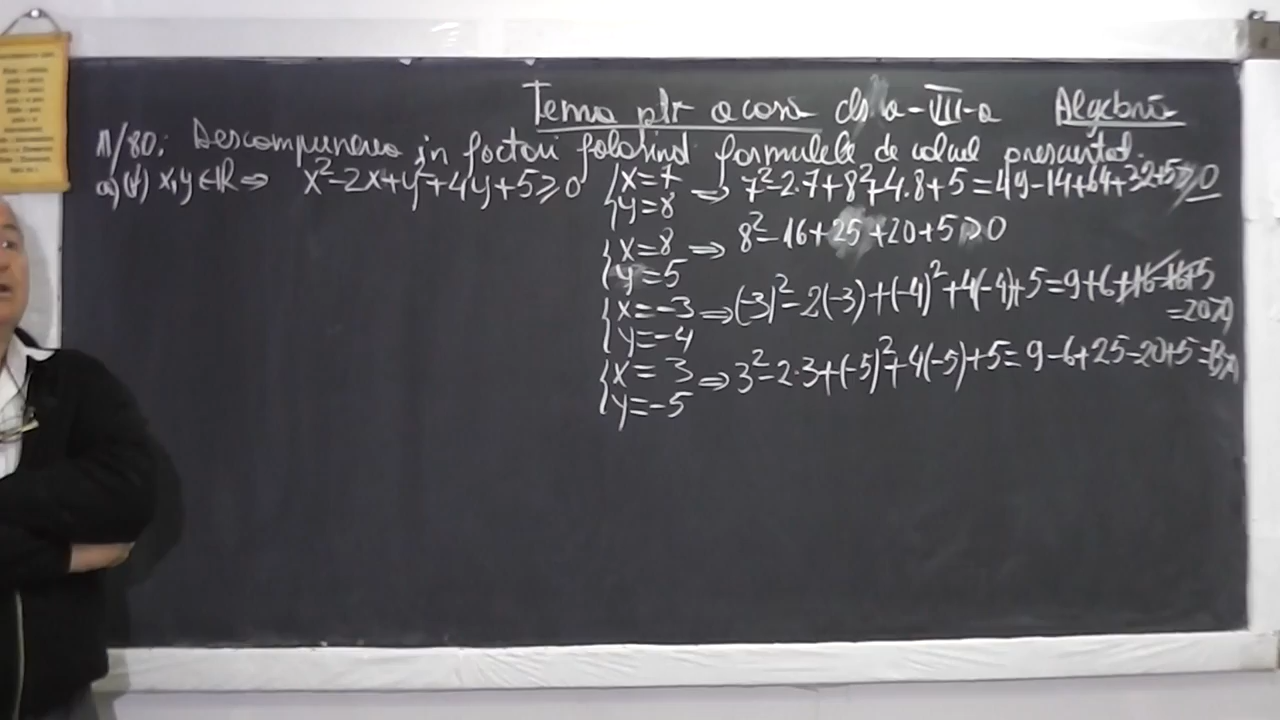 Tema ptr acasă cls a-VIII-a Algebră
11/80: Descompunerea în factori folosind formulele de calcul prescurtat.
a) (∀) x,y∈ℝ ⇒ x²-2x+y²+4y+5⩾0 {x=7 y=8 ⇒ 7²-2·7+8²+4·8+5=49-14+64+32+5⩾0
{x=8 y=5 ⇒ 8²-16+25+20+5⩾0
{x=-3 y=-4 ⇒ (-3)²-2(-3)+(-4)²+4(-4)+5=9+6+16-16+5
=20⩾0
{x=3 y=-5 ⇒ 3²-2·3+(-5)²+4(-5)+5=9-6+25-20+5=13⩾0